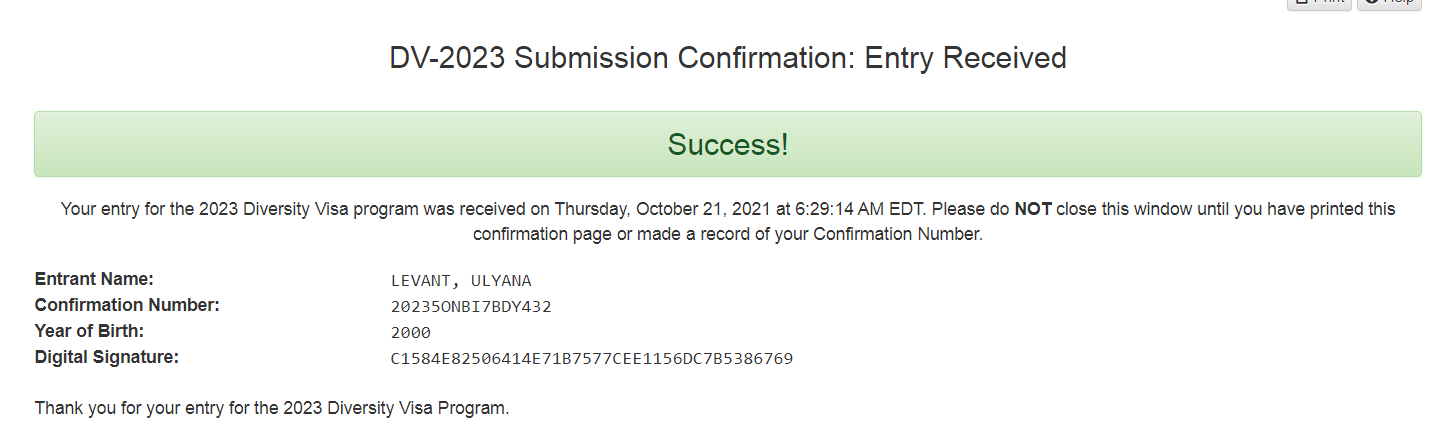 DV-2023 Submission Confirmation: Entry Received
Success!
Your entry for the 2023 Diversity Visa program was received on Thursday, October 21, 2021 at 6:29:14 AM EDT. Please do NOT close this window until you have printed this
confirmation page or made a record of your Confirmation Number.
Entrant Name: LEVANT, ULYANA
Confirmation Number: 20235ONBI7BDY432
Year of Birth: 2000
Digital Signature: C1584E82506414E71B7577CEE1156DC7B5386769
Thank you for your entry for the 2023 Diversity Visa Program.